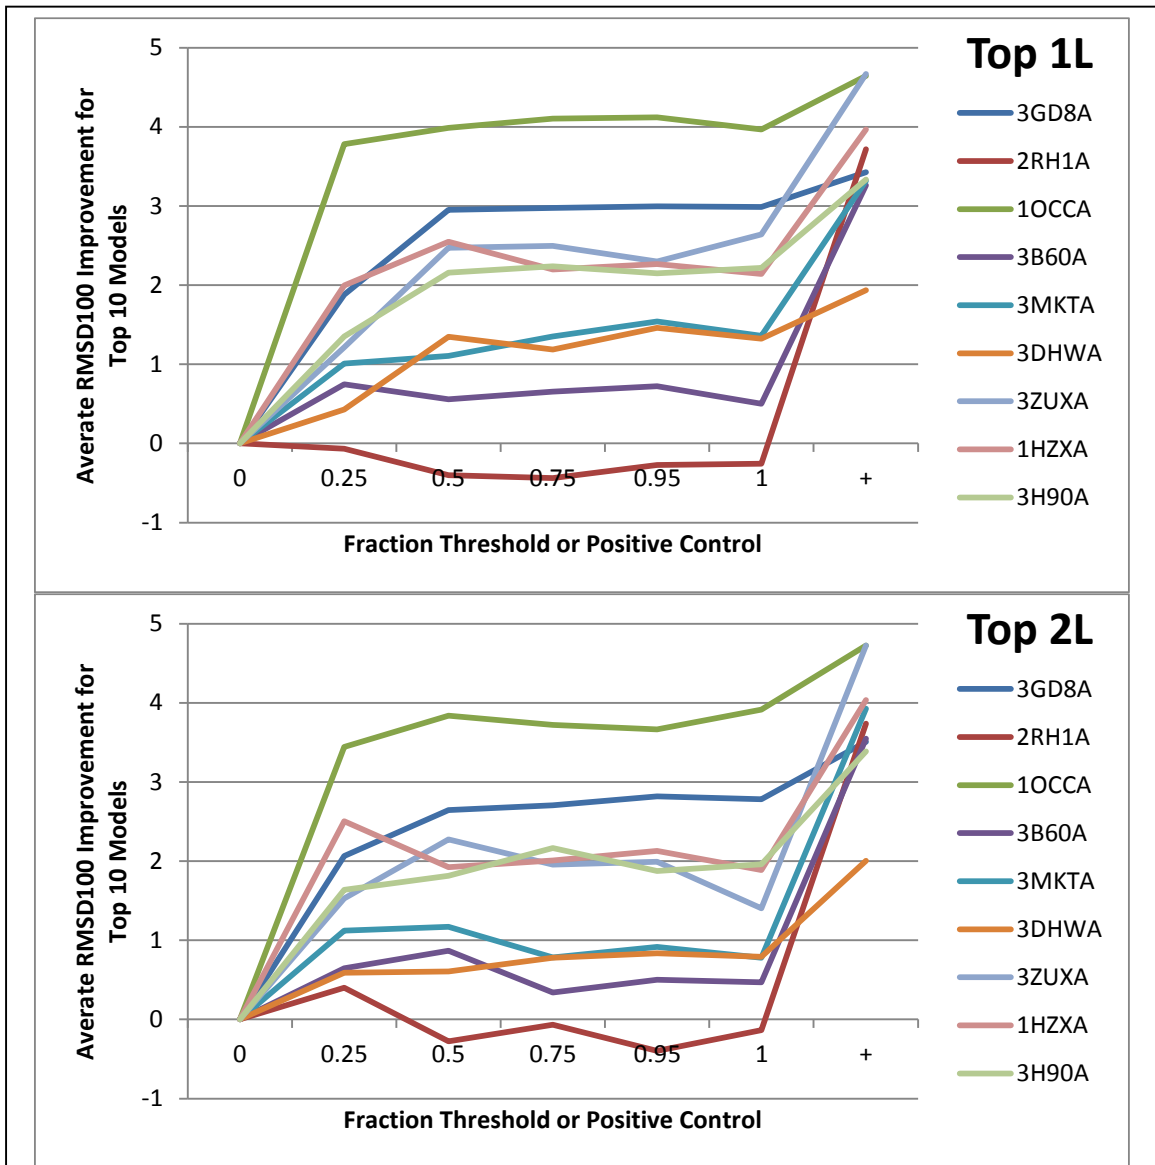 Top 1L
5
4
3
2
1
0
-1
Averate RMSD100 Improvement for
Top 10 Models
0 0.25 0.5 0.75 0.95 1 +
Fraction Threshold or Positive Control
3GD8A
2RH1A
1OCCA
3B60A
3MKTA
3DHWA
3ZUXA
1HZXA
3H90A
Top 2L
5
4
3
2
1
0
-1
Averate RMSD100 Improvement for
Top 10 Models
0 0.25 0.5 0.75 0.95 1 +
Fraction Threshold or Positive Control
3GD8A
2RH1A
1OCCA
3B60A
3MKTA
3DHWA
3ZUXA
1HZXA
3H90A